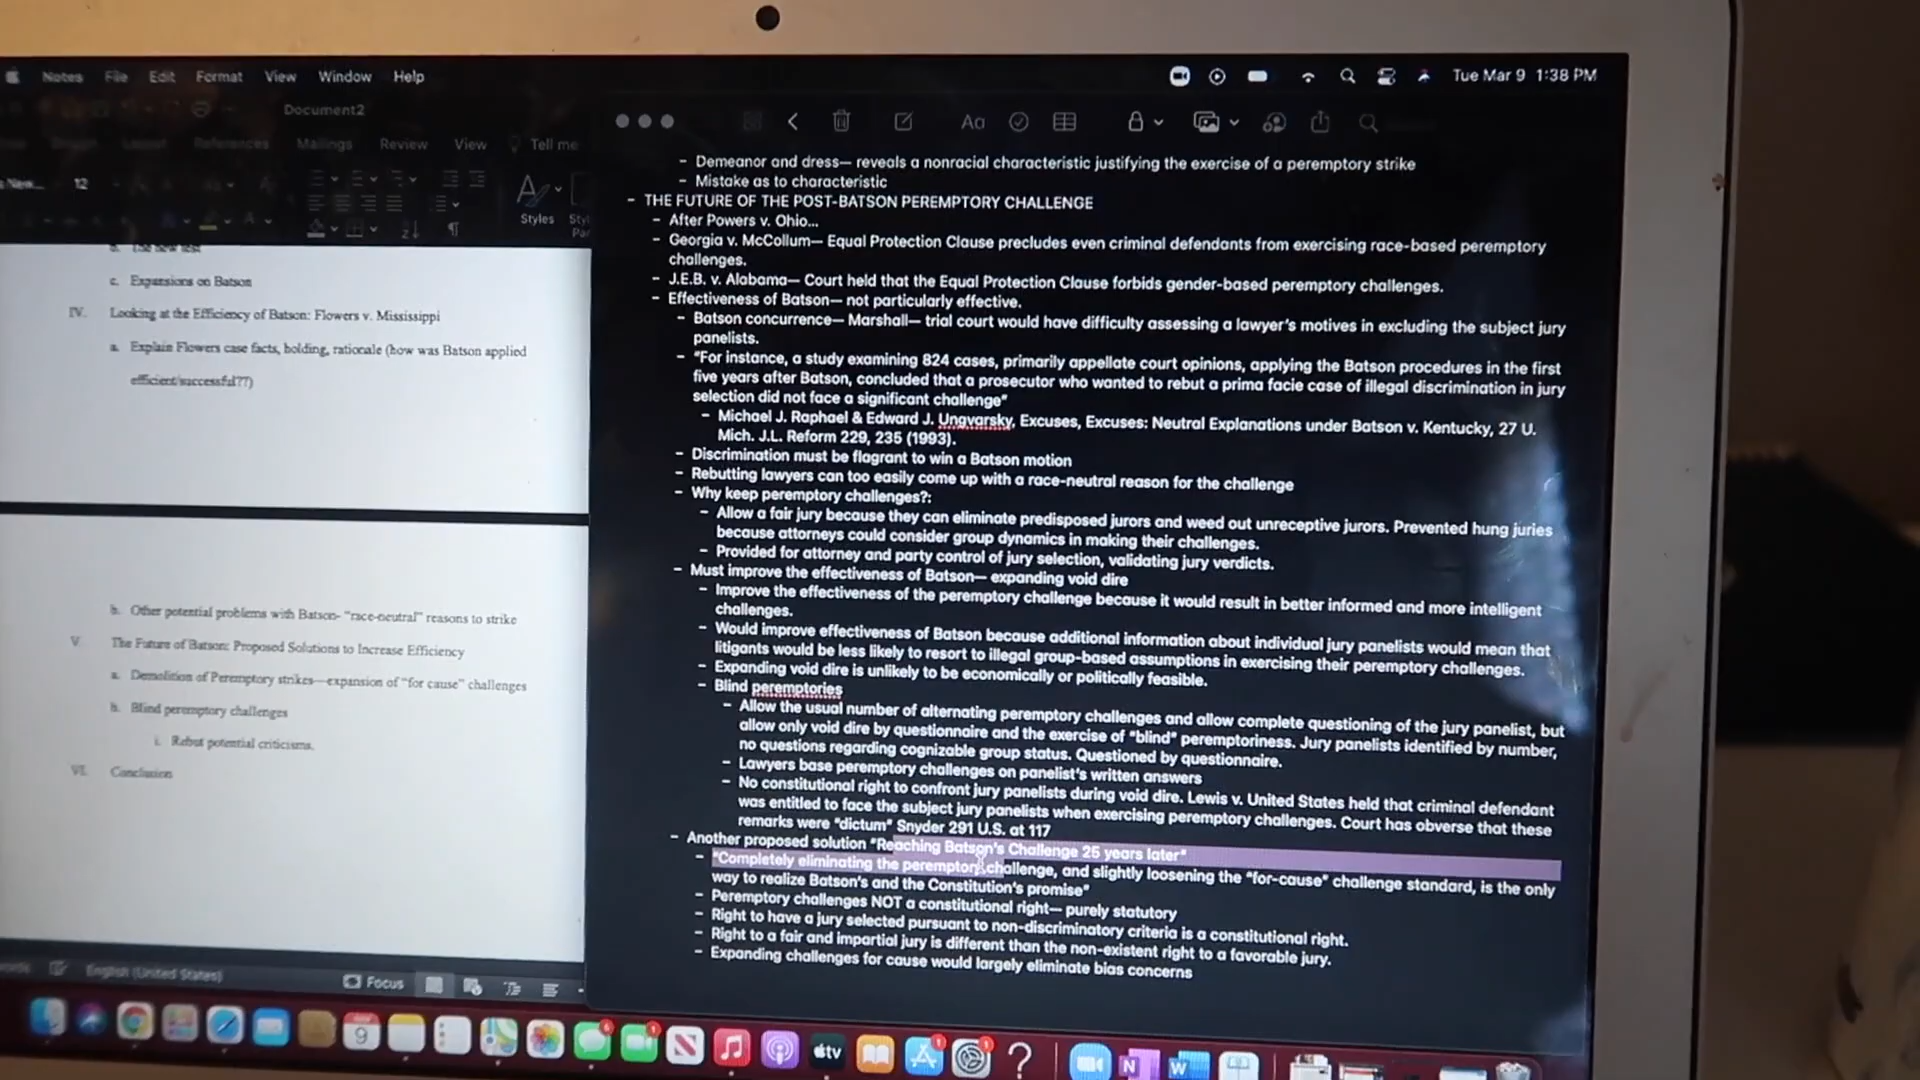 Notes File Edit Format View Window Help
Tue Mar 9 1:38 PM
Document2
References Mailings Review View Tell me
12
Aa
Styles
c. Expansions on Batson
IV. Looking at the Efficiency of Batson: Flowers v. Mississippi
a. Explain Flowers case facts, holding, rationale (how was Batson applied
efficient/successful??)
b. Other potential problems with Batson- "race-neutral" reasons to strike
V. The Future of Batson: Proposed Solutions to Increase Efficiency
a. Demolition of Peremptory strikes—expansion of "for cause" challenges
b. Blind peremptory challenges
i. Rebut potential criticisms.
VI. Conclusion
English (United States)
Focus
- Demeanor and dress— reveals a nonracial characteristic justifying the exercise of a peremptory strike
- Mistake as to characteristic
- THE FUTURE OF THE POST-BATSON PEREMPTORY CHALLENGE
- After Powers v. Ohio...
- Georgia v. McCollum— Equal Protection Clause precludes even criminal defendants from exercising race-based peremptory
challenges.
- J.E.B. v. Alabama— Court held that the Equal Protection Clause forbids gender-based peremptory challenges.
- Effectiveness of Batson— not particularly effective.
- Batson concurrence— Marshall— trial court would have difficulty assessing a lawyer's motives in excluding the subject jury
panelists.
- "For instance, a study examining 824 cases, primarily appellate court opinions, applying the Batson procedures in the first
five years after Batson, concluded that a prosecutor who wanted to rebut a prima facie case of illegal discrimination in jury
selection did not face a significant challenge"
- Michael J. Raphael & Edward J. Ungvarsky, Excuses, Excuses: Neutral Explanations under Batson v. Kentucky, 27 U.
Mich. J.L. Reform 229, 235 (1993).
- Discrimination must be flagrant to win a Batson motion
- Rebutting lawyers can too easily come up with a race-neutral reason for the challenge
- Why keep peremptory challenges?:
- Allow a fair jury because they can eliminate predisposed jurors and weed out unreceptive jurors. Prevented hung juries
because attorneys could consider group dynamics in making their challenges.
- Provided for attorney and party control of jury selection, validating jury verdicts.
- Must improve the effectiveness of Batson— expanding void dire
- Improve the effectiveness of the peremptory challenge because it would result in better informed and more intelligent
challenges.
- Would improve effectiveness of Batson because additional information about individual jury panelists would mean that
litigants would be less likely to resort to illegal group-based assumptions in exercising their peremptory challenges.
- Expanding void dire is unlikely to be economically or politically feasible.
- Blind peremptories
- Allow the usual number of alternating peremptory challenges and allow complete questioning of the jury panelist, but
allow only void dire by questionnaire and the exercise of "blind" peremptoriness. Jury panelists identified by number,
no questions regarding cognizable group status. Questioned by questionnaire.
- Lawyers base peremptory challenges on panelist's written answers
- No constitutional right to confront jury panelists during void dire. Lewis v. United States held that criminal defendant
was entitled to face the subject jury panelists when exercising peremptory challenges. Court has obverse that these
remarks were "dictum" Snyder 291 U.S. at 117
- Another proposed solution "Reaching Batson's Challenge 25 years later"
- "Completely eliminating the peremptory challenge, and slightly loosening the "for-cause" challenge standard, is the only
way to realize Batson's and the Constitution's promise"
- Peremptory challenges NOT a constitutional right— purely statutory
- Right to have a jury selected pursuant to non-discriminatory criteria is a constitutional right.
- Right to a fair and impartial jury is different than the non-existent right to a favorable jury.
- Expanding challenges for cause would largely eliminate bias concerns
9
tv
N
W